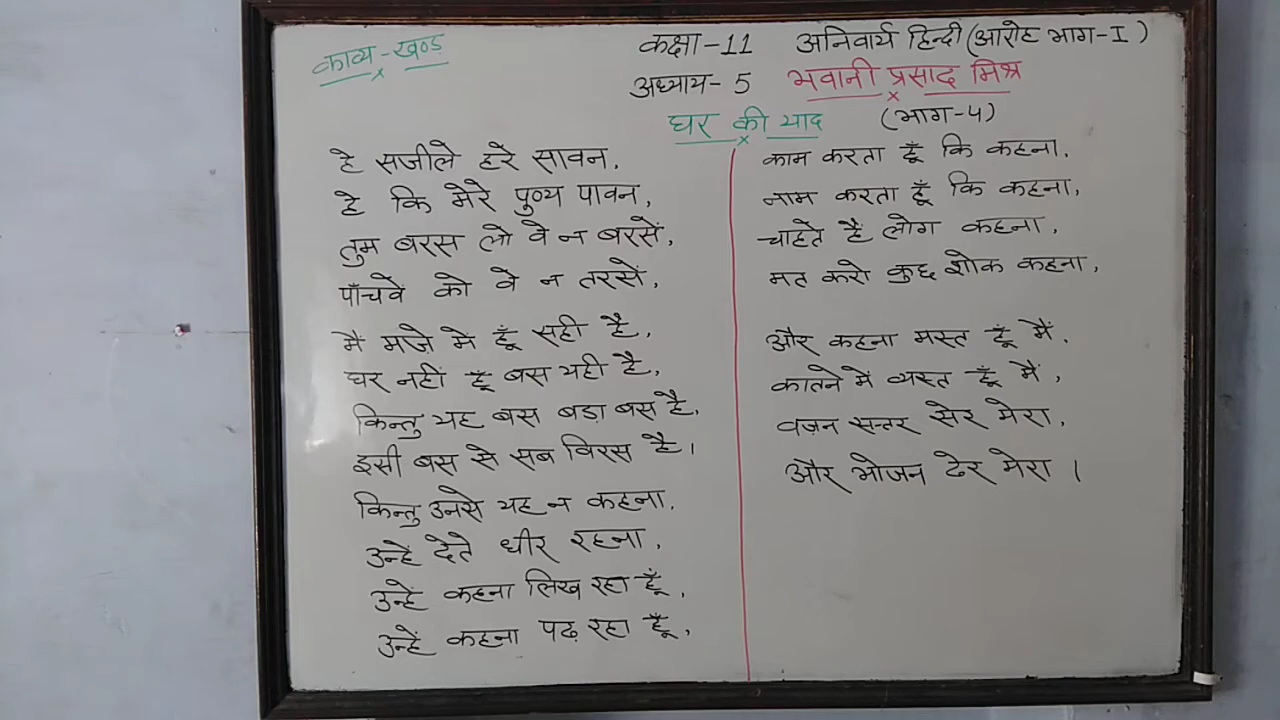 काव्य-खण्ड
कक्षा-11 अनिवार्य हिन्दी (आरोह भाग-I)
अध्याय-5 भवानी प्रसाद मिश्र
घर की याद (भाग-4)
हे सजीले हरे सावन,
हे कि मेरे पुण्य पावन,
तुम बरस लो वे न बरसें,
पाँचवें को वे न तरसें,
मैं मज़े में हूँ सही है,
घर नहीं हूँ बस यही है,
किन्तु यह बस बड़ा बस है,
इसी बस से सब विरस है।
किन्तु उनसे यह न कहना,
उन्हें देते धीर रहना,
उन्हें कहना लिख रहा हूँ,
उन्हें कहना पढ़ रहा हूँ,
काम करता हूँ कि कहना,
नाम करता हूँ कि कहना,
चाहते हैं लोग कहना,
मत करो कुछ शोक कहना,
और कहना मस्त हूँ मैं,
कातने में व्यस्त हूँ मैं,
वज़न सत्तर सेर मेरा,
और भोजन ढेर मेरा।